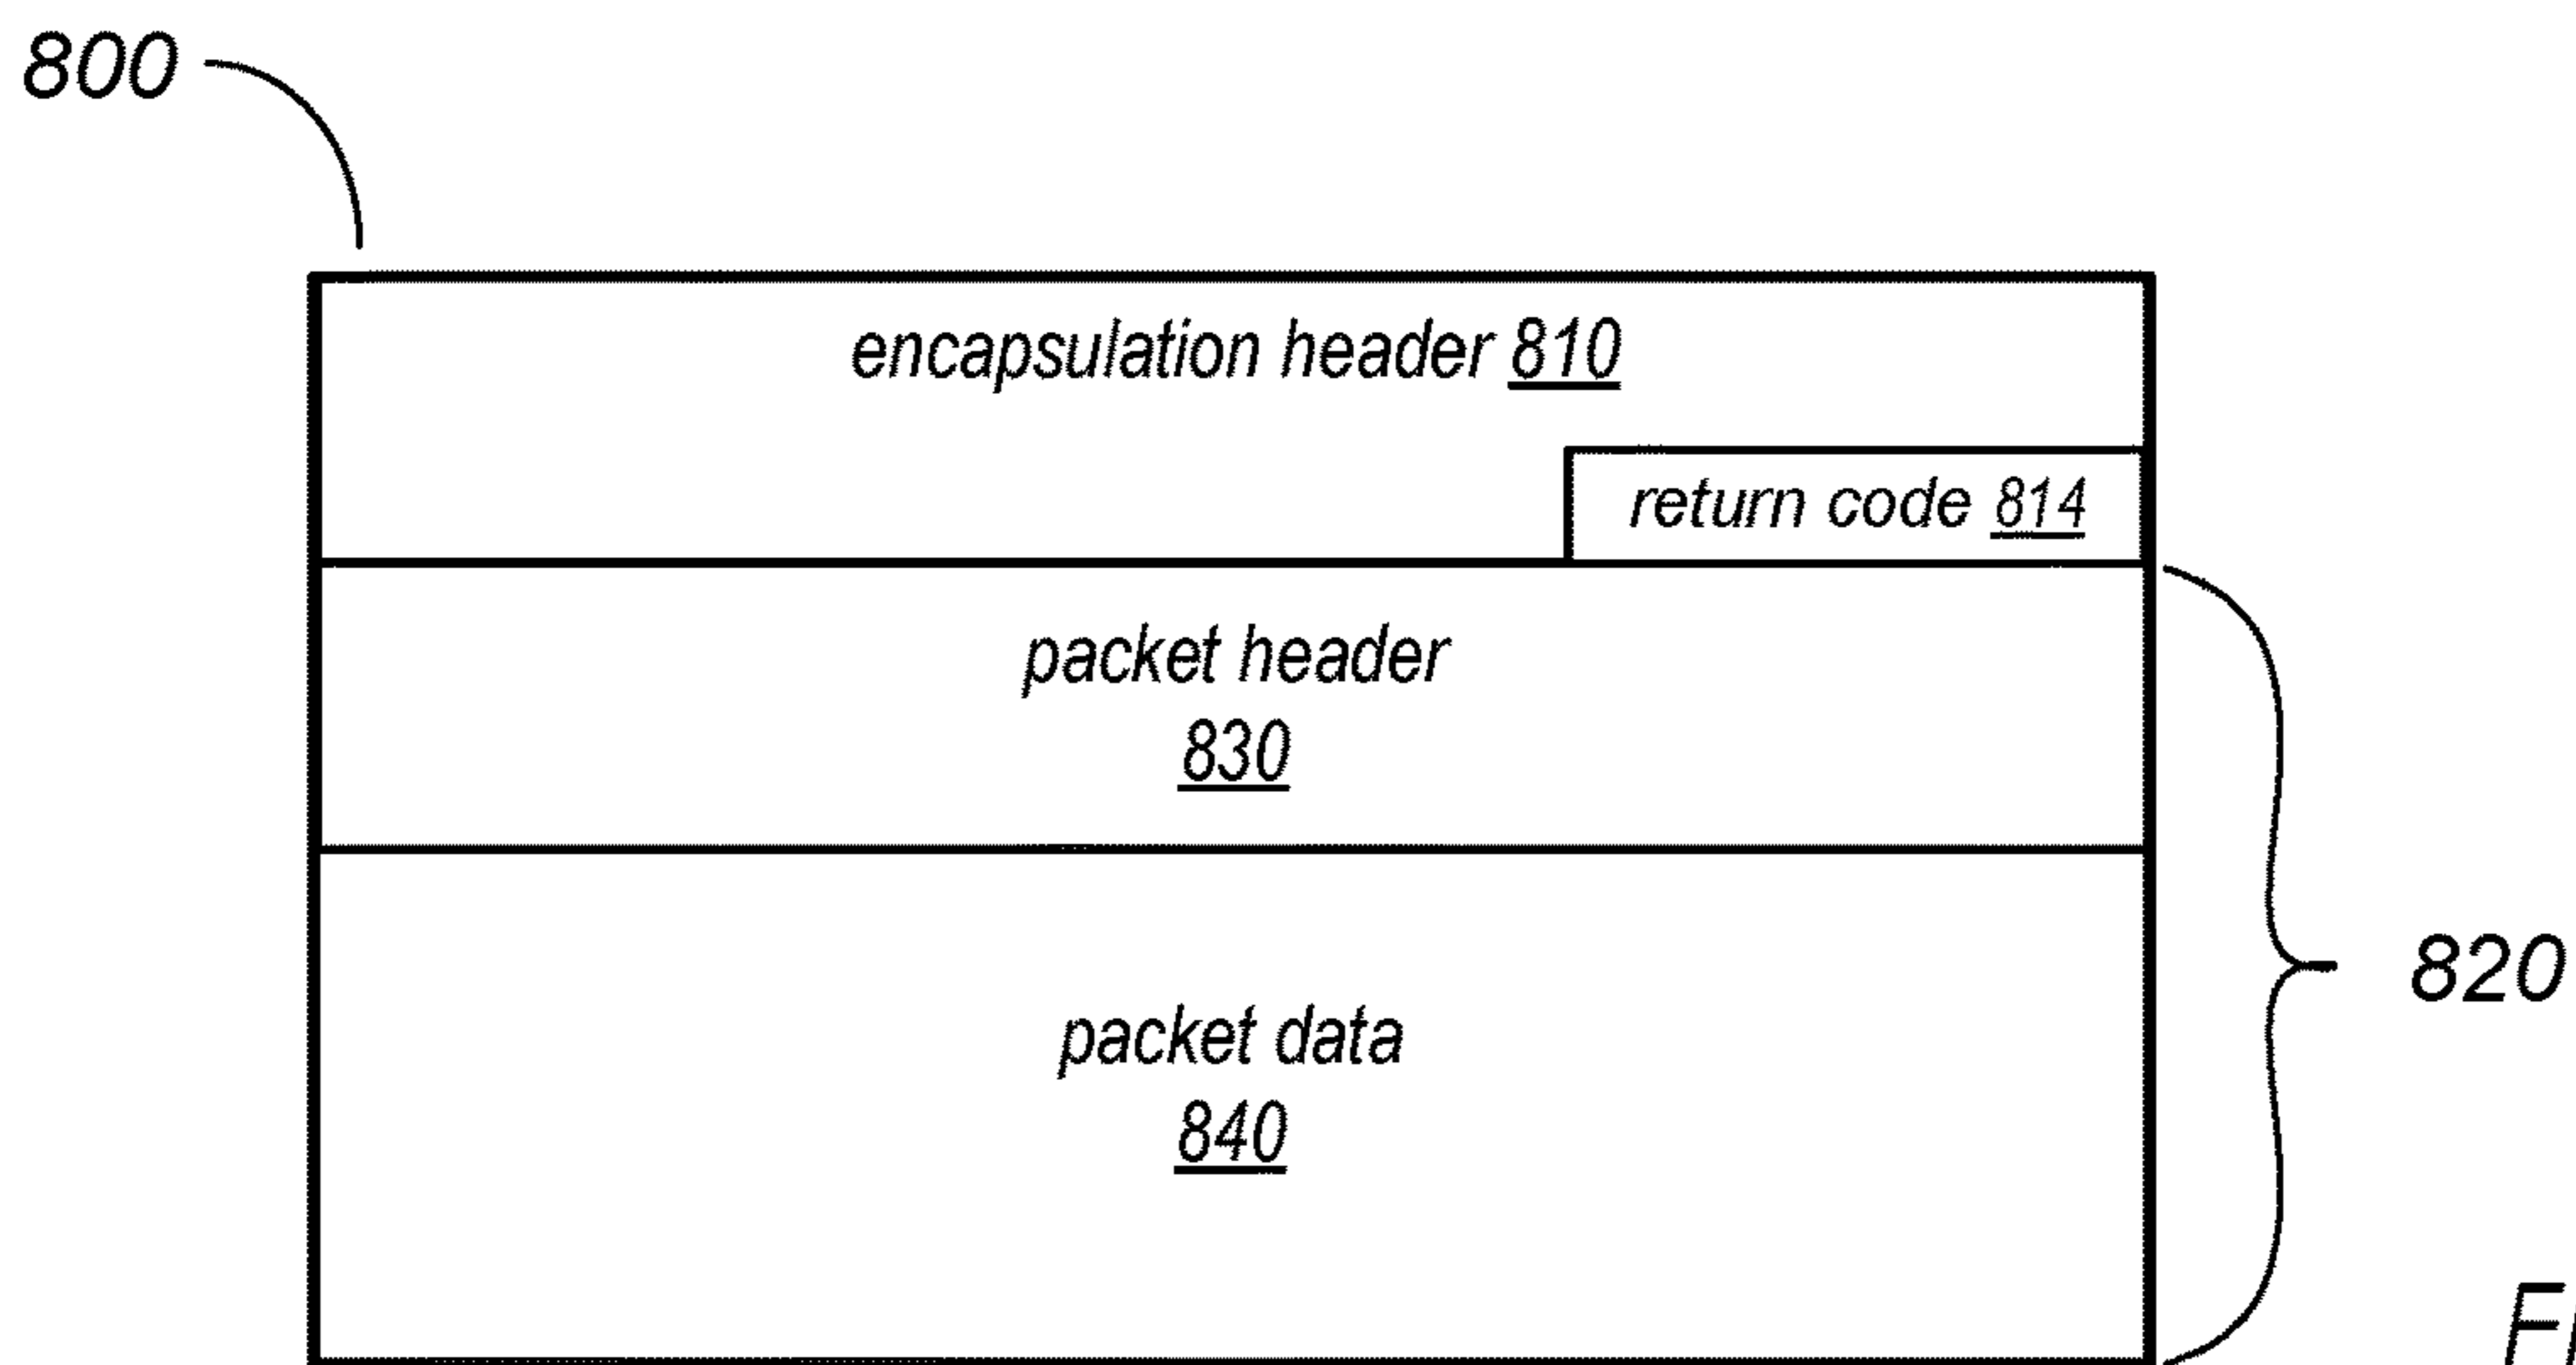 800
encapsulation header 810
return code 814
packet header
830
820
packet data
840